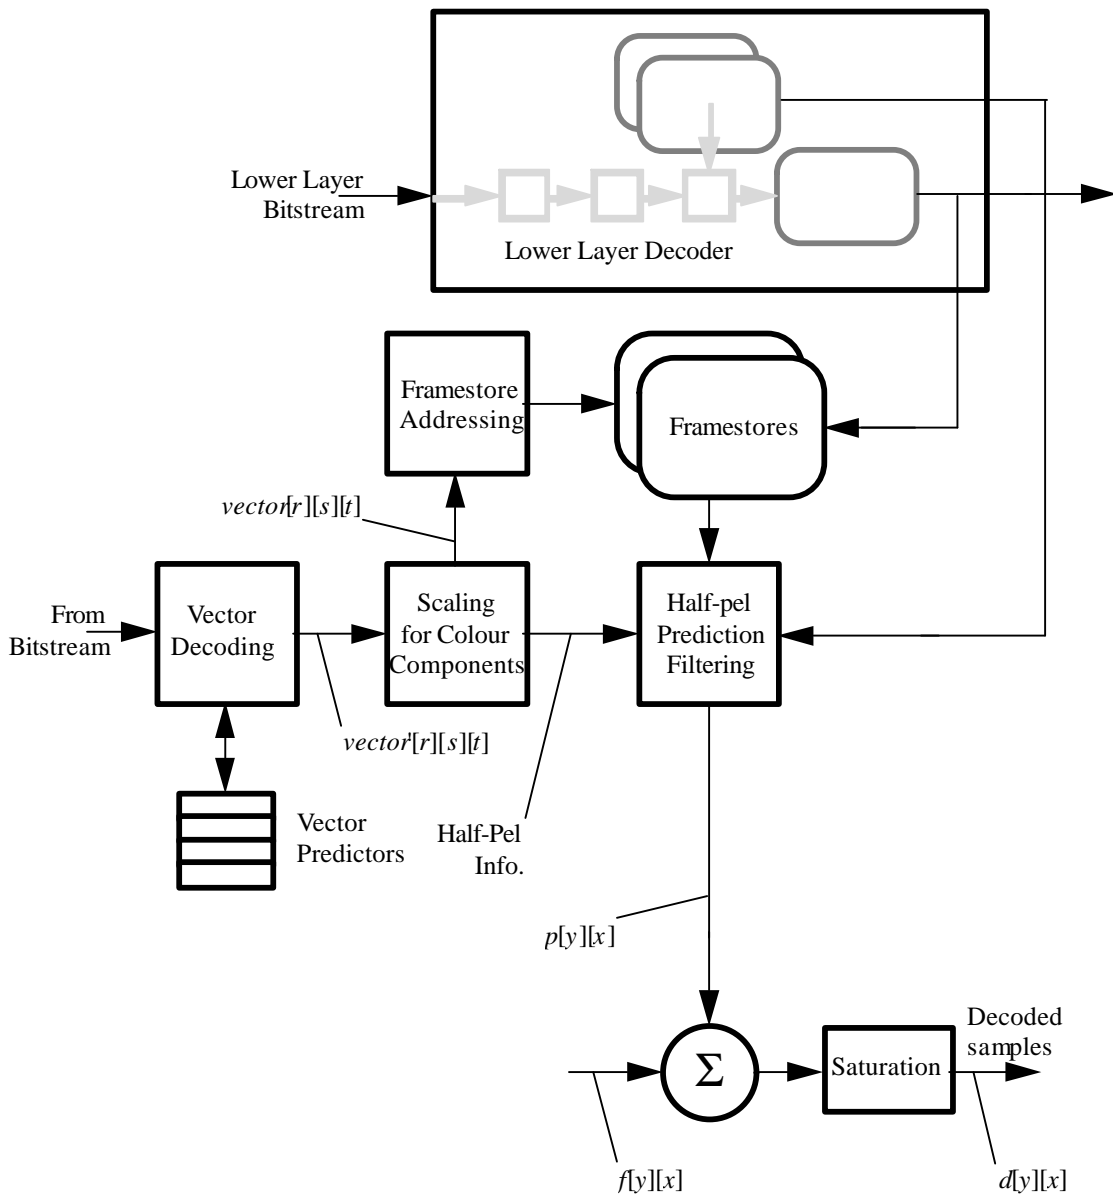 Lower Layer
Bitstream
Lower Layer Decoder
Framestore
Addressing
Framestores
vector[r][s][t]
From
Bitstream
Vector
Decoding
Scaling
for Colour
Components
Half-pel
Prediction
Filtering
vector'[r][s][t]
Vector
Predictors
Half-Pel
Info.
p[y][x]
Σ
Saturation
Decoded
samples
f[y][x]
d[y][x]